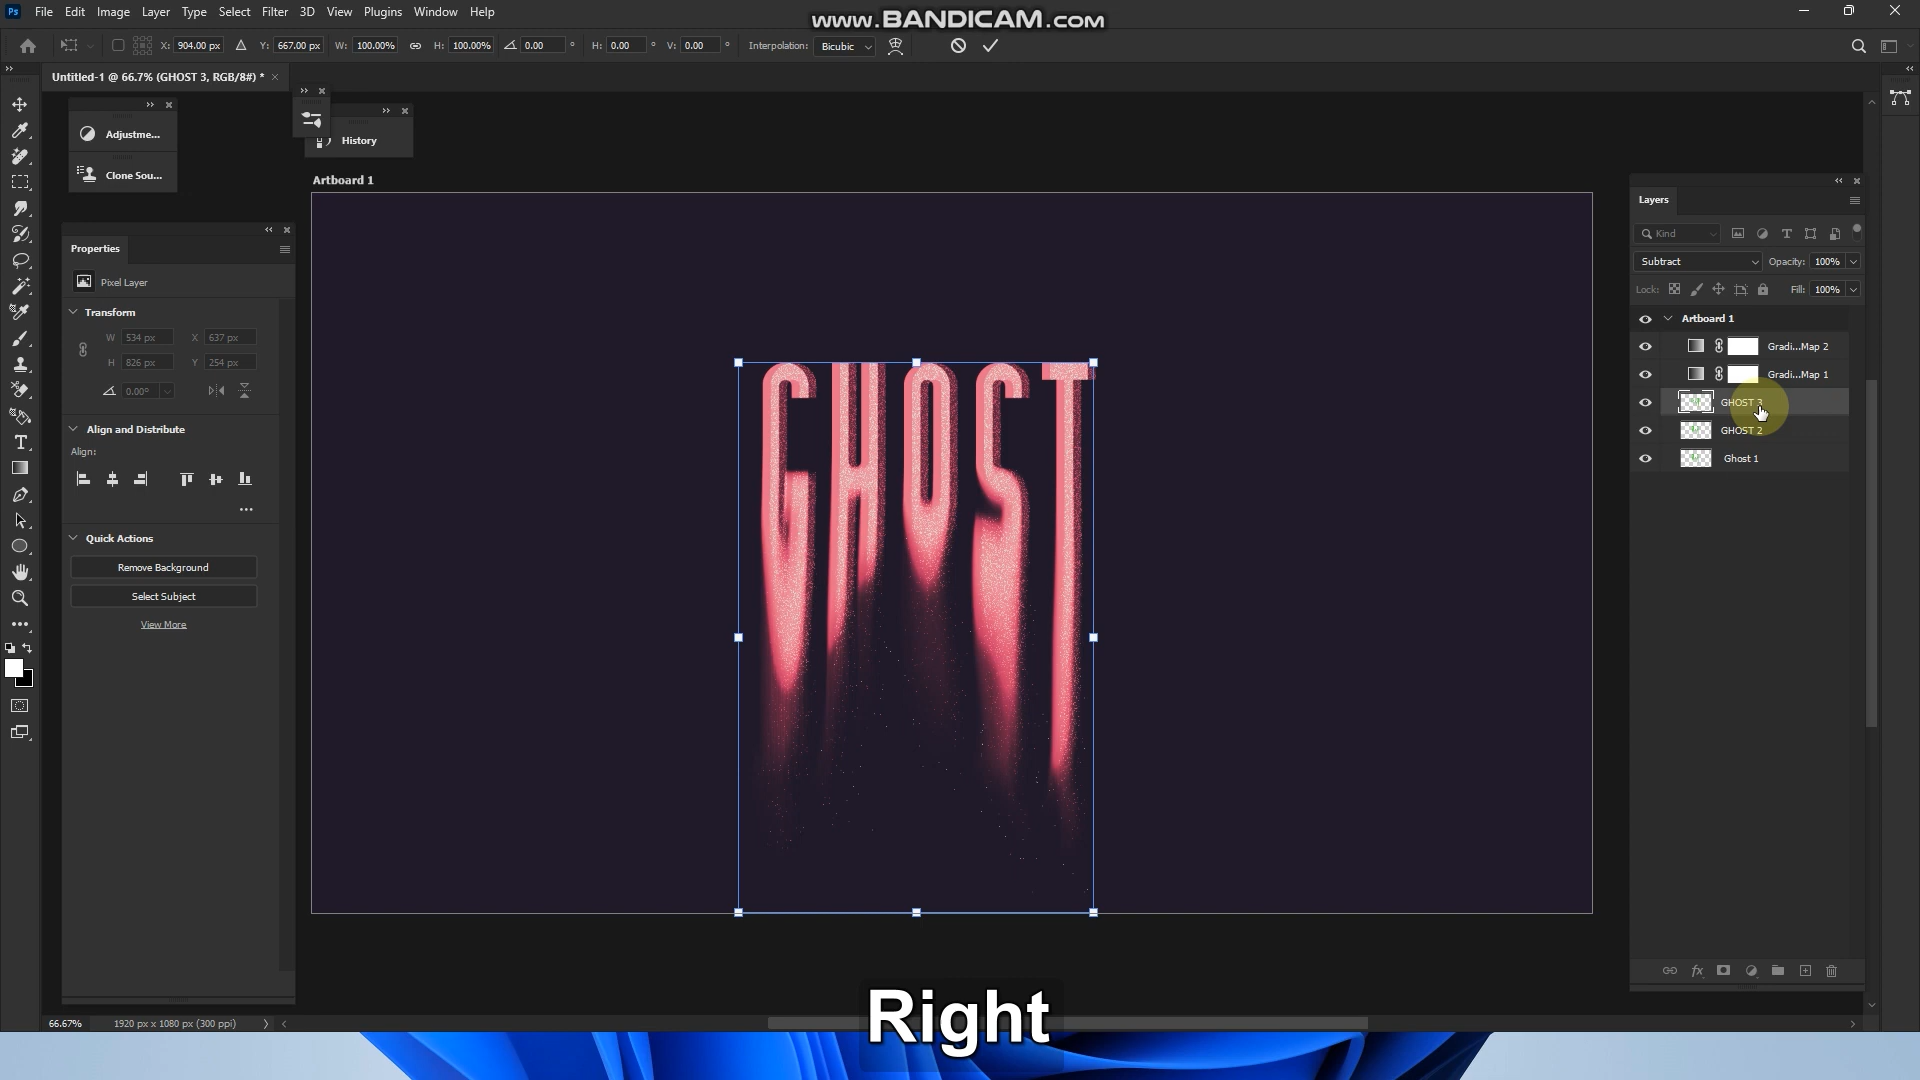 Ps File Edit Image Layer Type Select Filter 3D View Plugins Window Help
www.BANDICAM.com
X: 904.00 px Y: 667.00 px W: 100.00% H: 100.00% 0.00 ° H: 0.00 ° V: 0.00 ° Interpolation: Bicubic
Untitled-1 @ 66.7% (GHOST 3, RGB/8#) *
Adjustme...
Clone Sou...
History
Artboard 1
Properties
Pixel Layer
Transform
W 534 px X 637 px
H 826 px Y 254 px
0.00°
Align and Distribute
Align:
Quick Actions
Remove Background
Select Subject
View More
GHOST
Layers
Kind
Subtract Opacity: 100%
Lock: Fill: 100%
Artboard 1
Gradi...Map 2
Gradi...Map 1
GHOST 3
GHOST 2
Ghost 1
fx
66.67% 1920 px x 1080 px (300 ppi)
Right